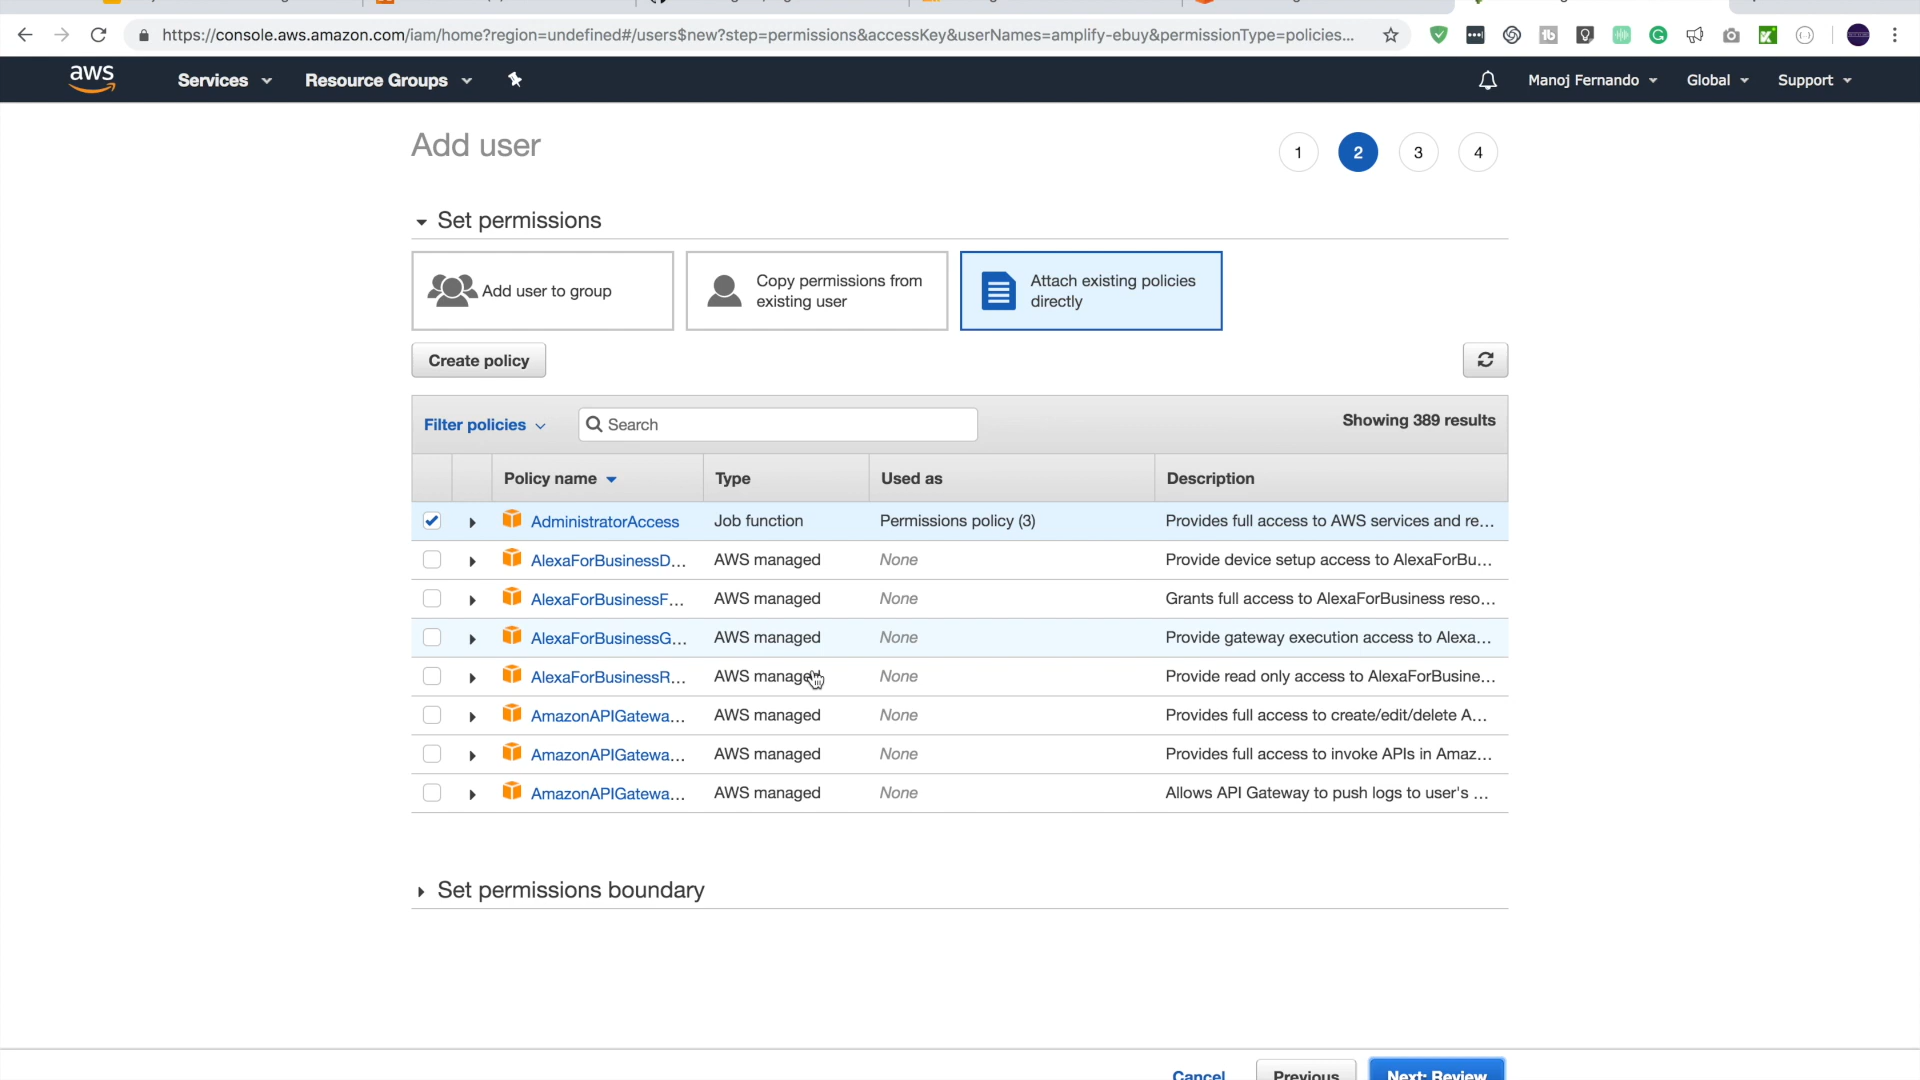 https://console.aws.amazon.com/iam/home?region=undefined#/users$new?step=permissions&accessKey&userNames=amplify-ebuy&permissionType=policies...
aws
Services
Resource Groups
Manoj Fernando
Global
Support
Add user
1
2
3
4
Set permissions
Add user to group
Copy permissions from
existing user
Attach existing policies
directly
Create policy
Filter policies
Search
Showing 389 results
Policy name
Type
Used as
Description
AdministratorAccess
Job function
Permissions policy (3)
Provides full access to AWS services and re...
AlexaForBusinessD...
AWS managed
None
Provide device setup access to AlexaForBu...
AlexaForBusinessF...
AWS managed
None
Grants full access to AlexaForBusiness reso...
AlexaForBusinessG...
AWS managed
None
Provide gateway execution access to Alexa...
AlexaForBusinessR...
AWS managed
None
Provide read only access to AlexaForBusine...
AmazonAPIGatewa...
AWS managed
None
Provides full access to create/edit/delete A...
AmazonAPIGatewa...
AWS managed
None
Provides full access to invoke APIs in Amaz...
AmazonAPIGatewa...
AWS managed
None
Allows API Gateway to push logs to user's ...
Set permissions boundary
Cancel
Previous
Next: Review